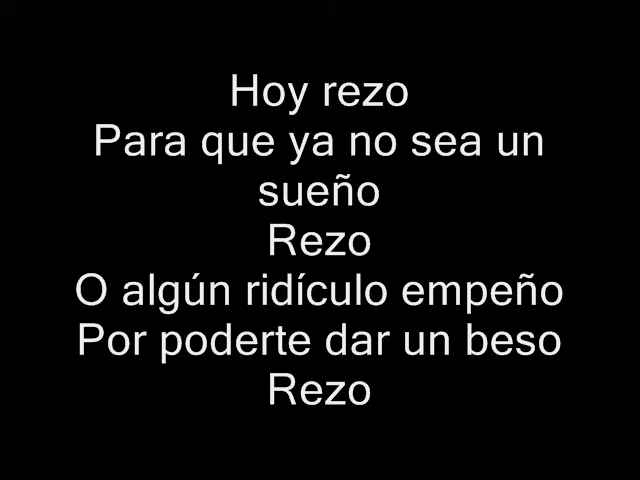 Hoy rezo
Para que ya no sea un
sueño
Rezo
O algún ridículo empeño
Por poderte dar un beso
Rezo